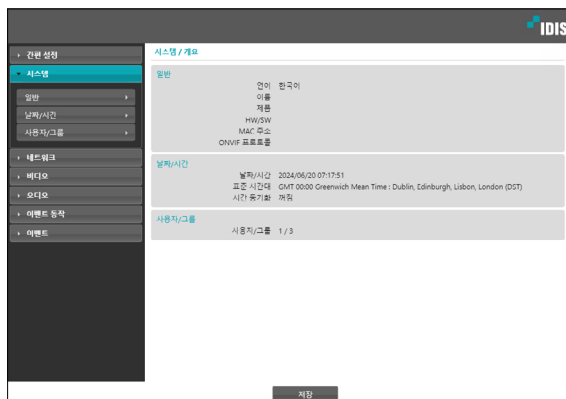 IDIS
간편 설정
시스템
일반
날짜/시간
사용자/그룹
네트워크
비디오
오디오
이벤트 동작
이벤트
시스템 / 개요
일반
언어 한국어
이름
제품
HW/SW
MAC 주소
ONVIF 프로토콜
날짜/시간
날짜/시간 2024/06/20 07:17:51
표준 시간대 GMT 00:00 Greenwich Mean Time : Dublin, Edinburgh, Lisbon, London (DST)
시간 동기화 꺼짐
사용자/그룹
사용자/그룹 1 / 3
저장